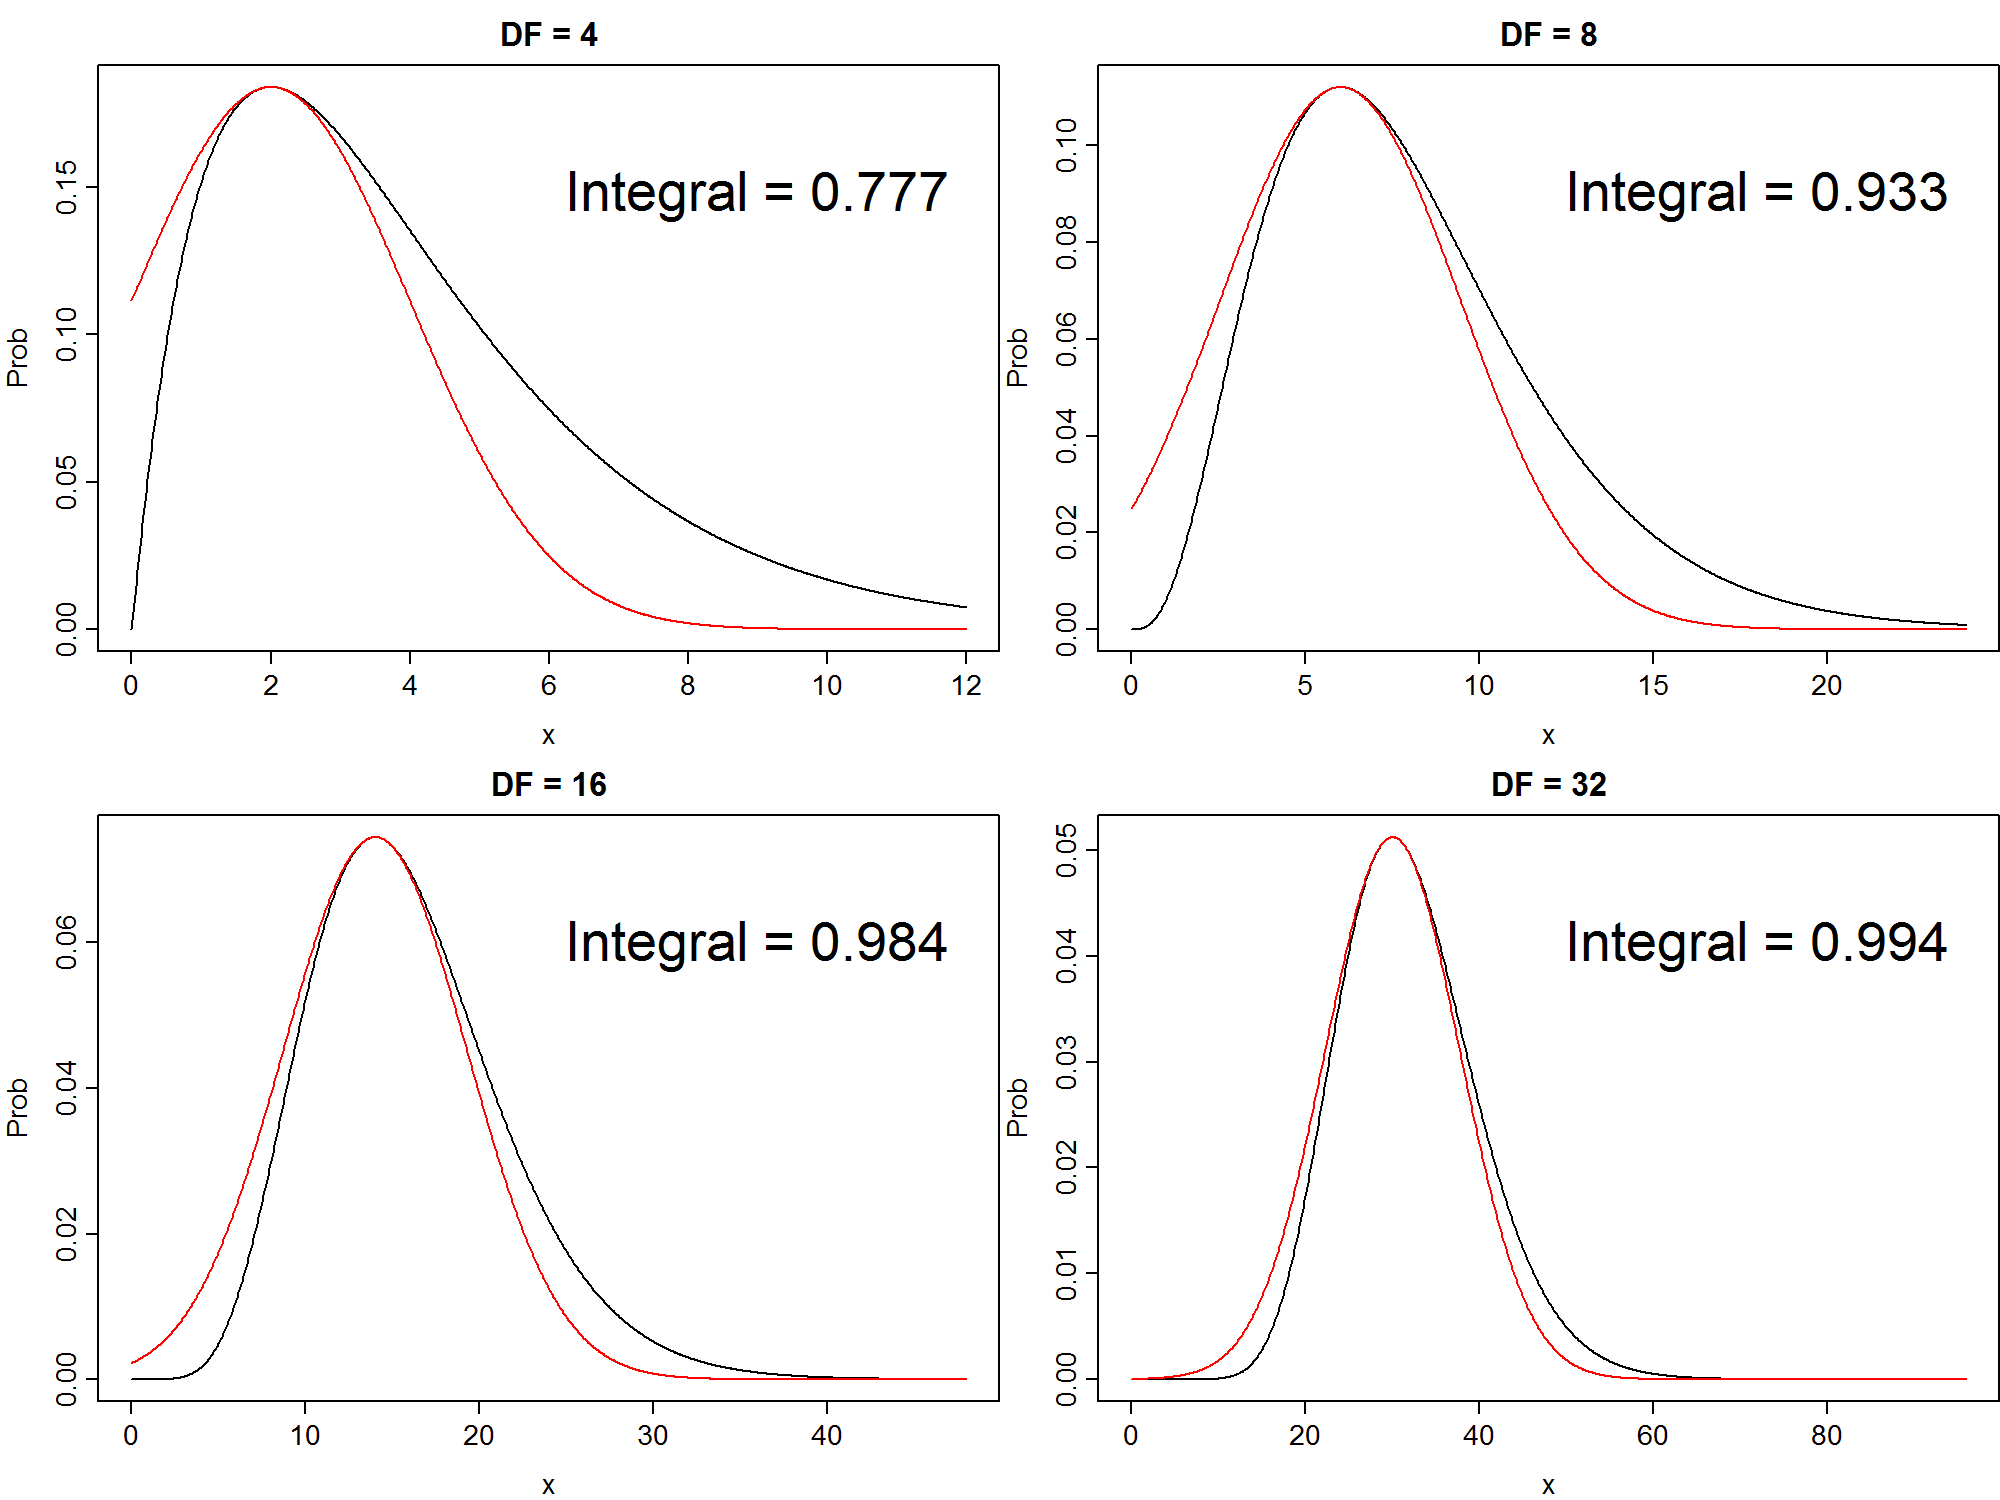 DF = 4
Integral = 0.777
Prob
0.00 0.05 0.10 0.15
0 2 4 6 8 10 12
x
DF = 8
Integral = 0.933
Prob
0.00 0.02 0.04 0.06 0.08 0.10
0 5 10 15 20
x
DF = 16
Integral = 0.984
Prob
0.00 0.02 0.04 0.06
0 10 20 30 40
x
DF = 32
Integral = 0.994
Prob
0.00 0.01 0.02 0.03 0.04 0.05
0 20 40 60 80
x